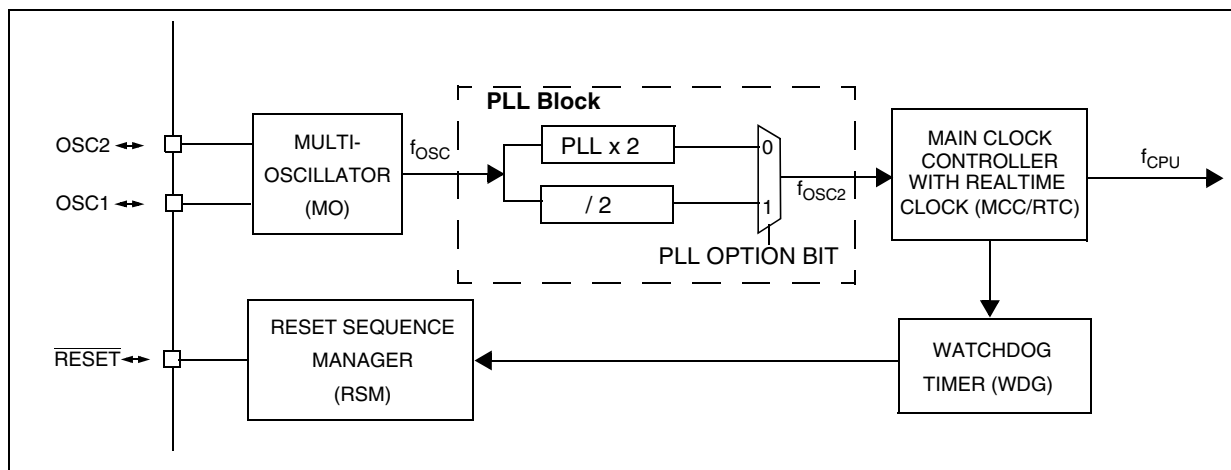 PLL Block
OSC2
MULTI-
OSCILLATOR
(MO)
fOSC
PLL x 2
0
MAIN CLOCK
CONTROLLER
WITH REALTIME
CLOCK (MCC/RTC)
fCPU
OSC1
/ 2
1
fOSC2
PLL OPTION BIT
RESET
RESET SEQUENCE
MANAGER
(RSM)
WATCHDOG
TIMER (WDG)